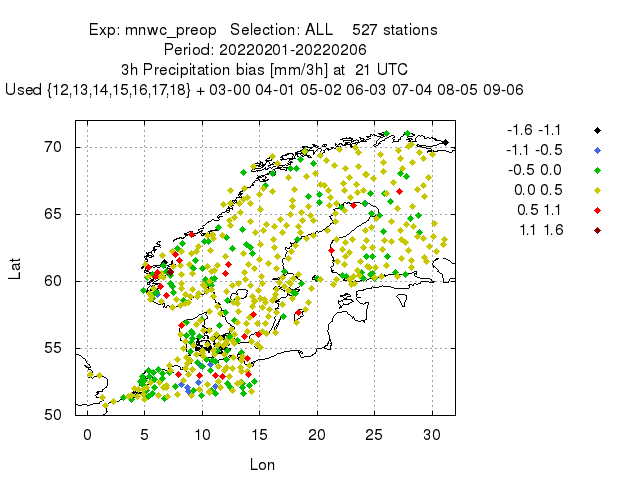 Exp: mnwc_preop   Selection: ALL    527 stations
Period: 20220201-20220206
3h Precipitation bias [mm/3h] at  21 UTC
Used {12,13,14,15,16,17,18} + 03-00 04-01 05-02 06-03 07-04 08-05 09-06
-1.6 -1.1
-1.1 -0.5
-0.5 0.0
0.0 0.5
0.5 1.1
1.1 1.6
70
65
60
55
50
Lat
0 5 10 15 20 25 30
Lon